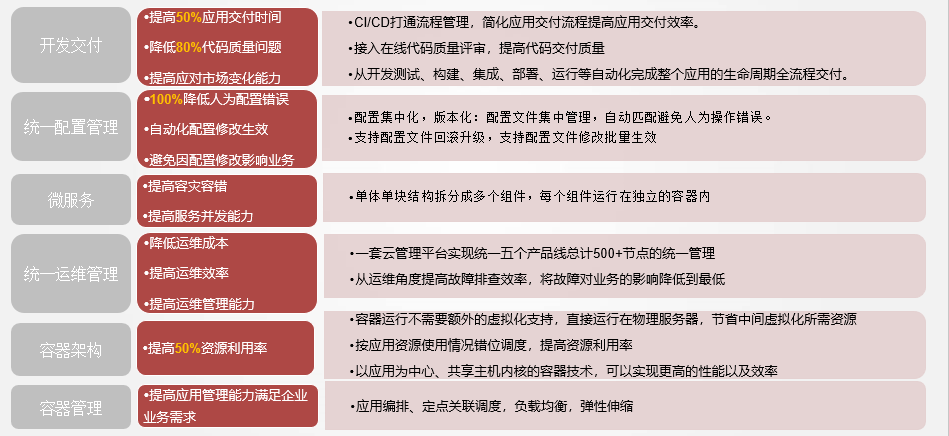 开发交付
•提高50%应用交付时间
•降低80%代码质量问题
•提高应对市场变化能力
•CI/CD打通流程管理，简化应用交付流程提高应用交付效率。
•接入在线代码质量评审，提高代码交付质量
•从开发测试、构建、集成、部署、运行等自动化完成整个应用的生命周期全流程交付。
统一配置管理
•100%降低人为配置错误
•自动化配置修改生效
•避免因配置修改影响业务
•配置集中化，版本化：配置文件集中管理，自动匹配避免人为操作错误。
•支持配置文件回滚升级，支持配置文件修改批量生效
微服务
•提高容灾容错
•提高服务并发能力
•单体单块结构拆分成多个组件，每个组件运行在独立的容器内
统一运维管理
•降低运维成本
•提高运维效率
•提高运维管理能力
•一套云管理平台实现统一五个产品线总计500+节点的统一管理
•从运维角度提高故障排查效率，将故障对业务的影响降低到最低
容器架构
•提高50%资源利用率
•容器运行不需要额外的虚拟化支持，直接运行在物理服务器，节省中间虚拟化所需资源
•按应用资源使用情况错位调度，提高资源利用率
•以应用为中心、共享主机内核的容器技术，可以实现更高的性能以及效率
容器管理
•提高应用管理能力满足企业
业务需求
•应用编排、定点关联调度，负载均衡，弹性伸缩